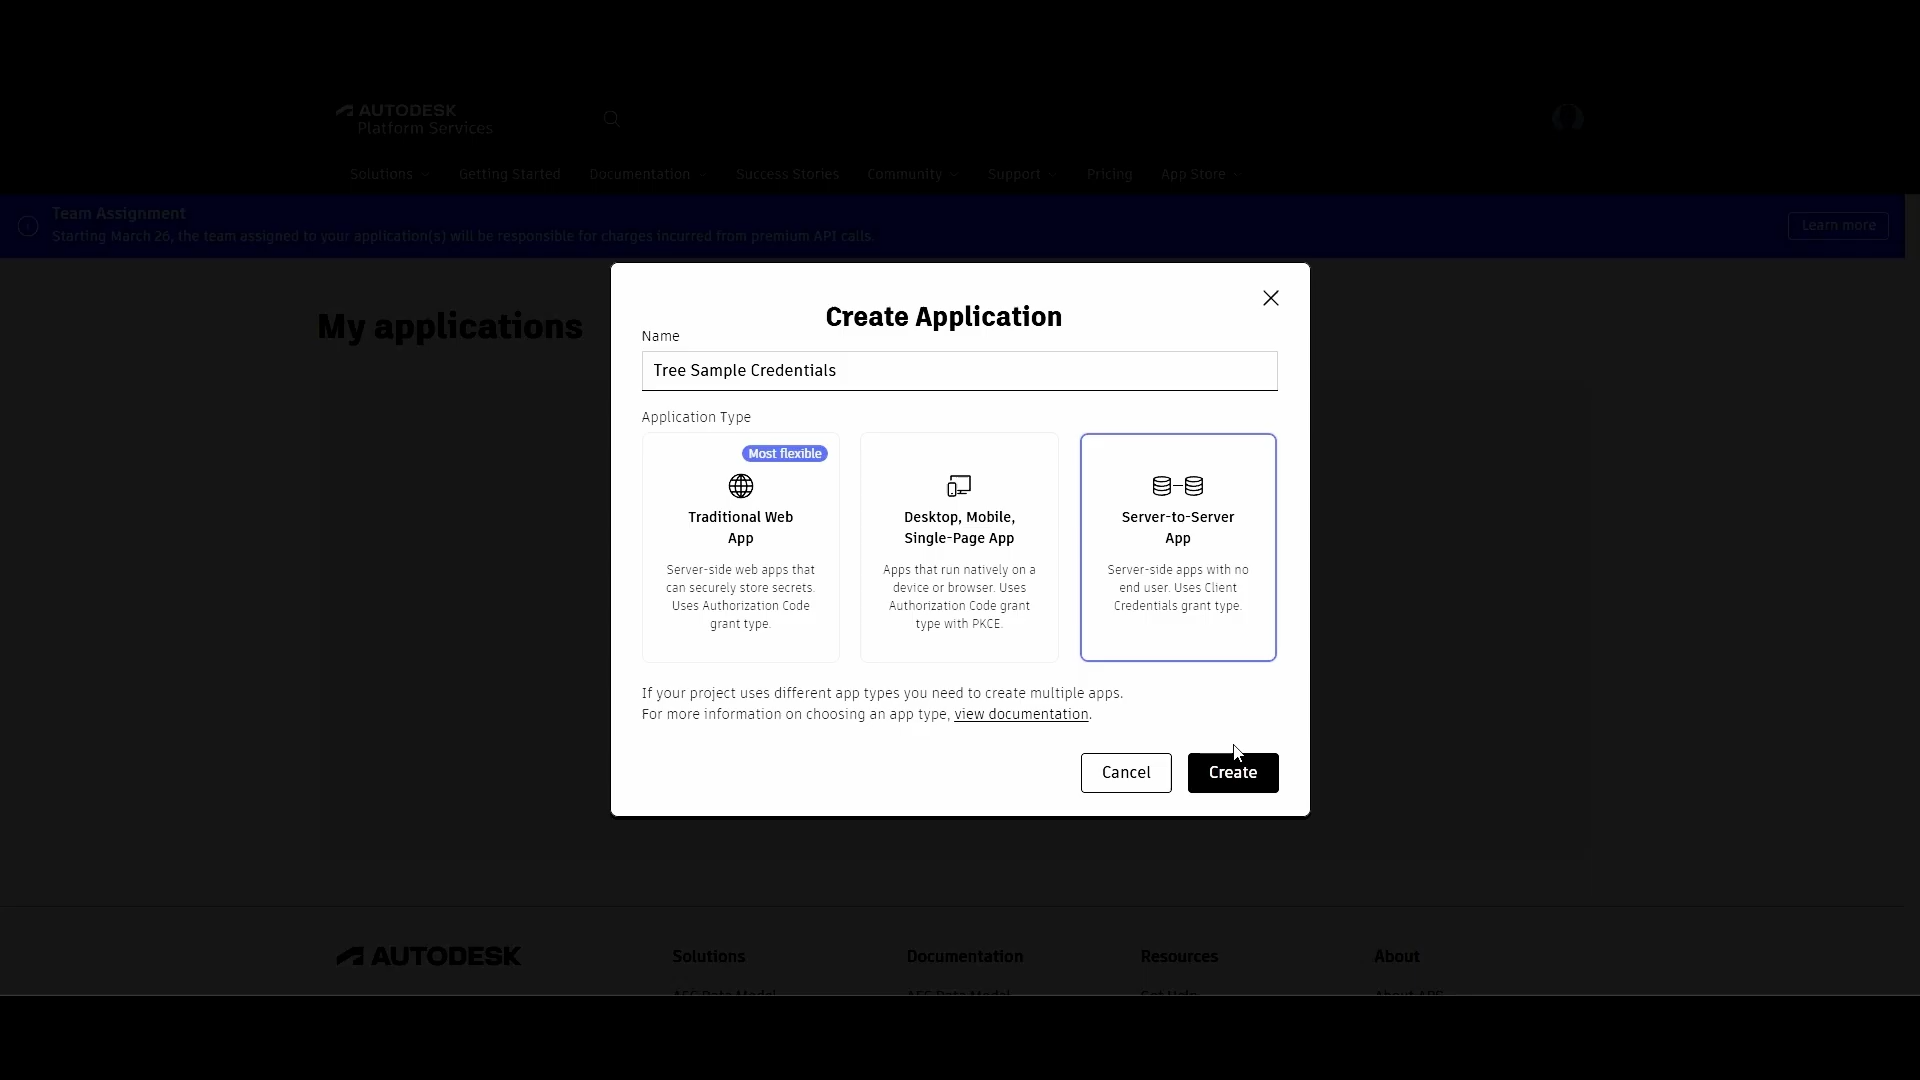 AUTODESK
Platform Services
Solutions
Getting Started
Documentation
Success Stories
Community
Support
Pricing
App Store
Team Assignment
Starting March 26, the team assigned to your application(s) will be responsible for charges incurred from premium API calls.
Learn more
My applications
Create Application
Name
Tree Sample Credentials
Application Type
Most flexible
Traditional Web
App
Server-side web apps that
can securely store secrets.
Uses Authorization Code
grant type.
Desktop, Mobile,
Single-Page App
Apps that run natively on a
device or browser. Uses
Authorization Code grant
type with PKCE.
Server-to-Server
App
Server-side apps with no
end user. Uses Client
Credentials grant type.
If your project uses different app types you need to create multiple apps.
For more information on choosing an app type, view documentation.
Cancel
Create
AUTODESK
Solutions
Documentation
Resources
About
Get Help
About APS